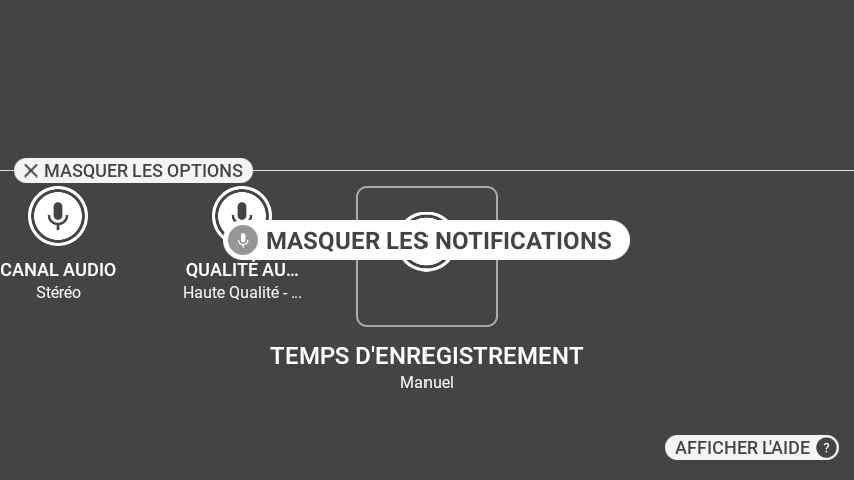 MASQUER LES OPTIONS
MASQUER LES NOTIFICATIONS
CANAL AUDIO
Stéréo
QUALITÉ AU...
Haute Qualité - ...
TEMPS D'ENREGISTREMENT
Manuel
AFFICHER L'AIDE ?